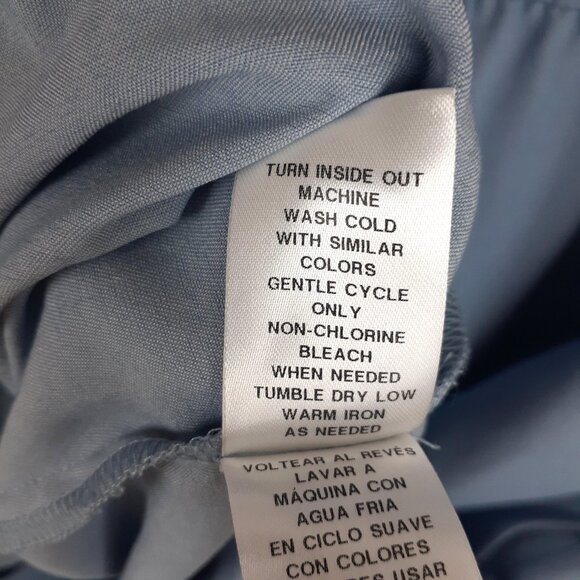 TURN INSIDE OUT
MACHINE
WASH COLD
WITH SIMILAR
COLORS
GENTLE CYCLE
ONLY
NON-CHLORINE
BLEACH
WHEN NEEDED
TUMBLE DRY LOW
WARM IRON
AS NEEDED
VOLTEAR AL REVÉS
LAVAR A
MÁQUINA CON
AGUA FRIA
EN CICLO SUAVE
CON COLORES
USAR